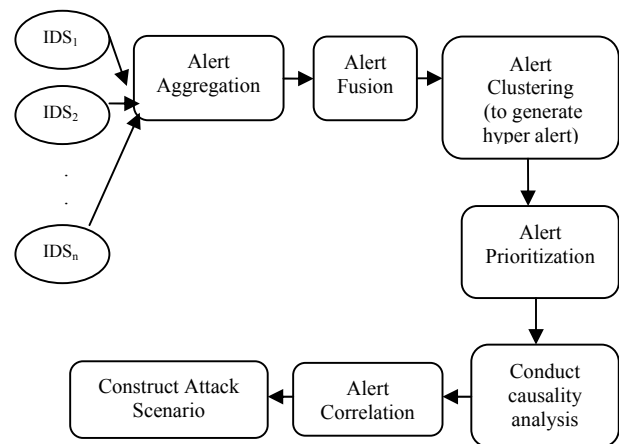 IDS1
IDS2
.
.
IDSn
Alert
Aggregation
Alert
Fusion
Alert
Clustering
(to generate
hyper alert)
Alert
Prioritization
Conduct
causality
analysis
Alert
Correlation
Construct Attack
Scenario